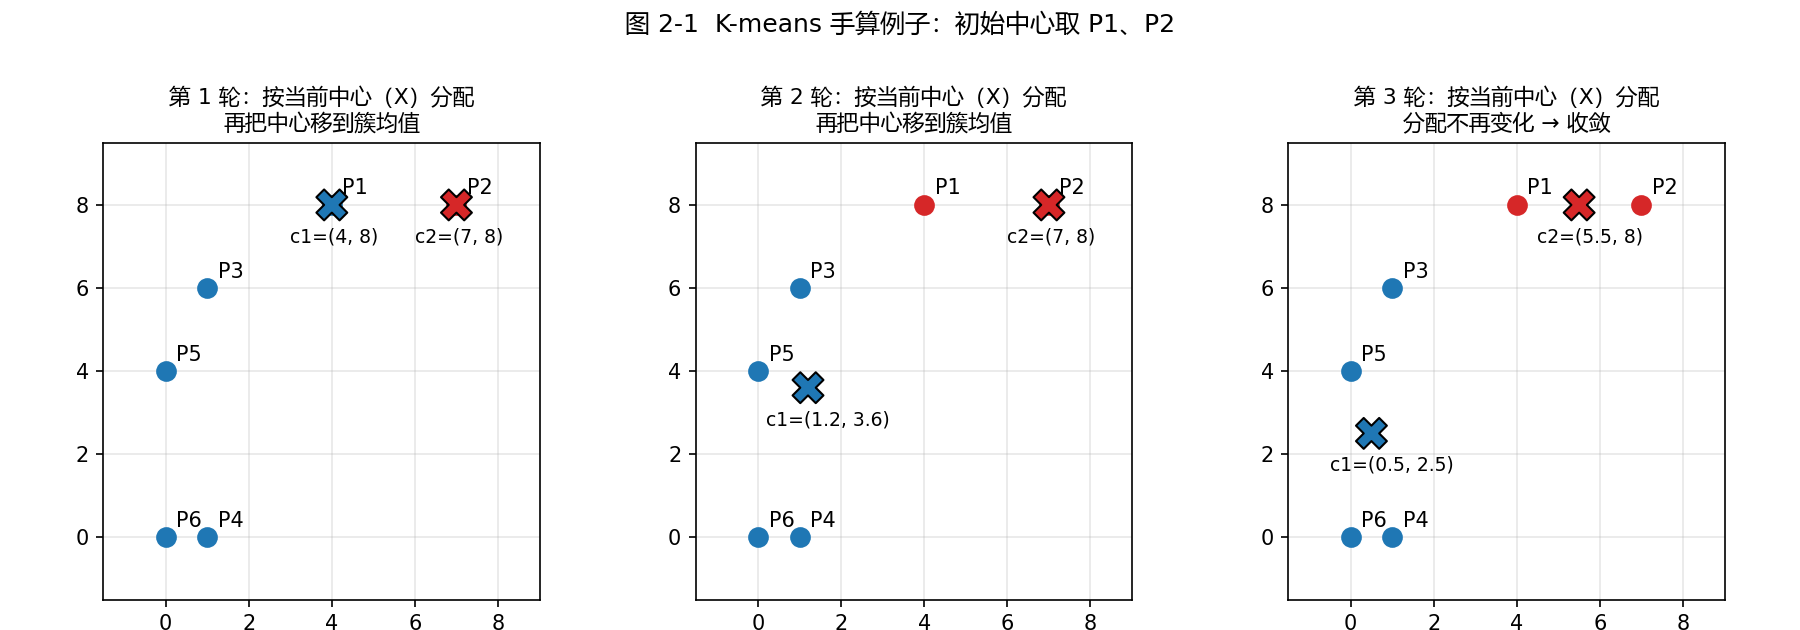 图 2-1 K-means 手算例子：初始中心取 P1、P2
第 1 轮：按当前中心（X）分配
再把中心移到簇均值
P1
P2
c1=(4, 8)
c2=(7, 8)
P3
P5
P6
P4
8
6
4
2
0
0
2
4
6
8
第 2 轮：按当前中心（X）分配
再把中心移到簇均值
P1
P2
c2=(7, 8)
P3
P5
c1=(1.2, 3.6)
P6
P4
8
6
4
2
0
0
2
4
6
8
第 3 轮：按当前中心（X）分配
分配不再变化 → 收敛
P1
P2
c2=(5.5, 8)
P3
P5
c1=(0.5, 2.5)
P6
P4
8
6
4
2
0
0
2
4
6
8